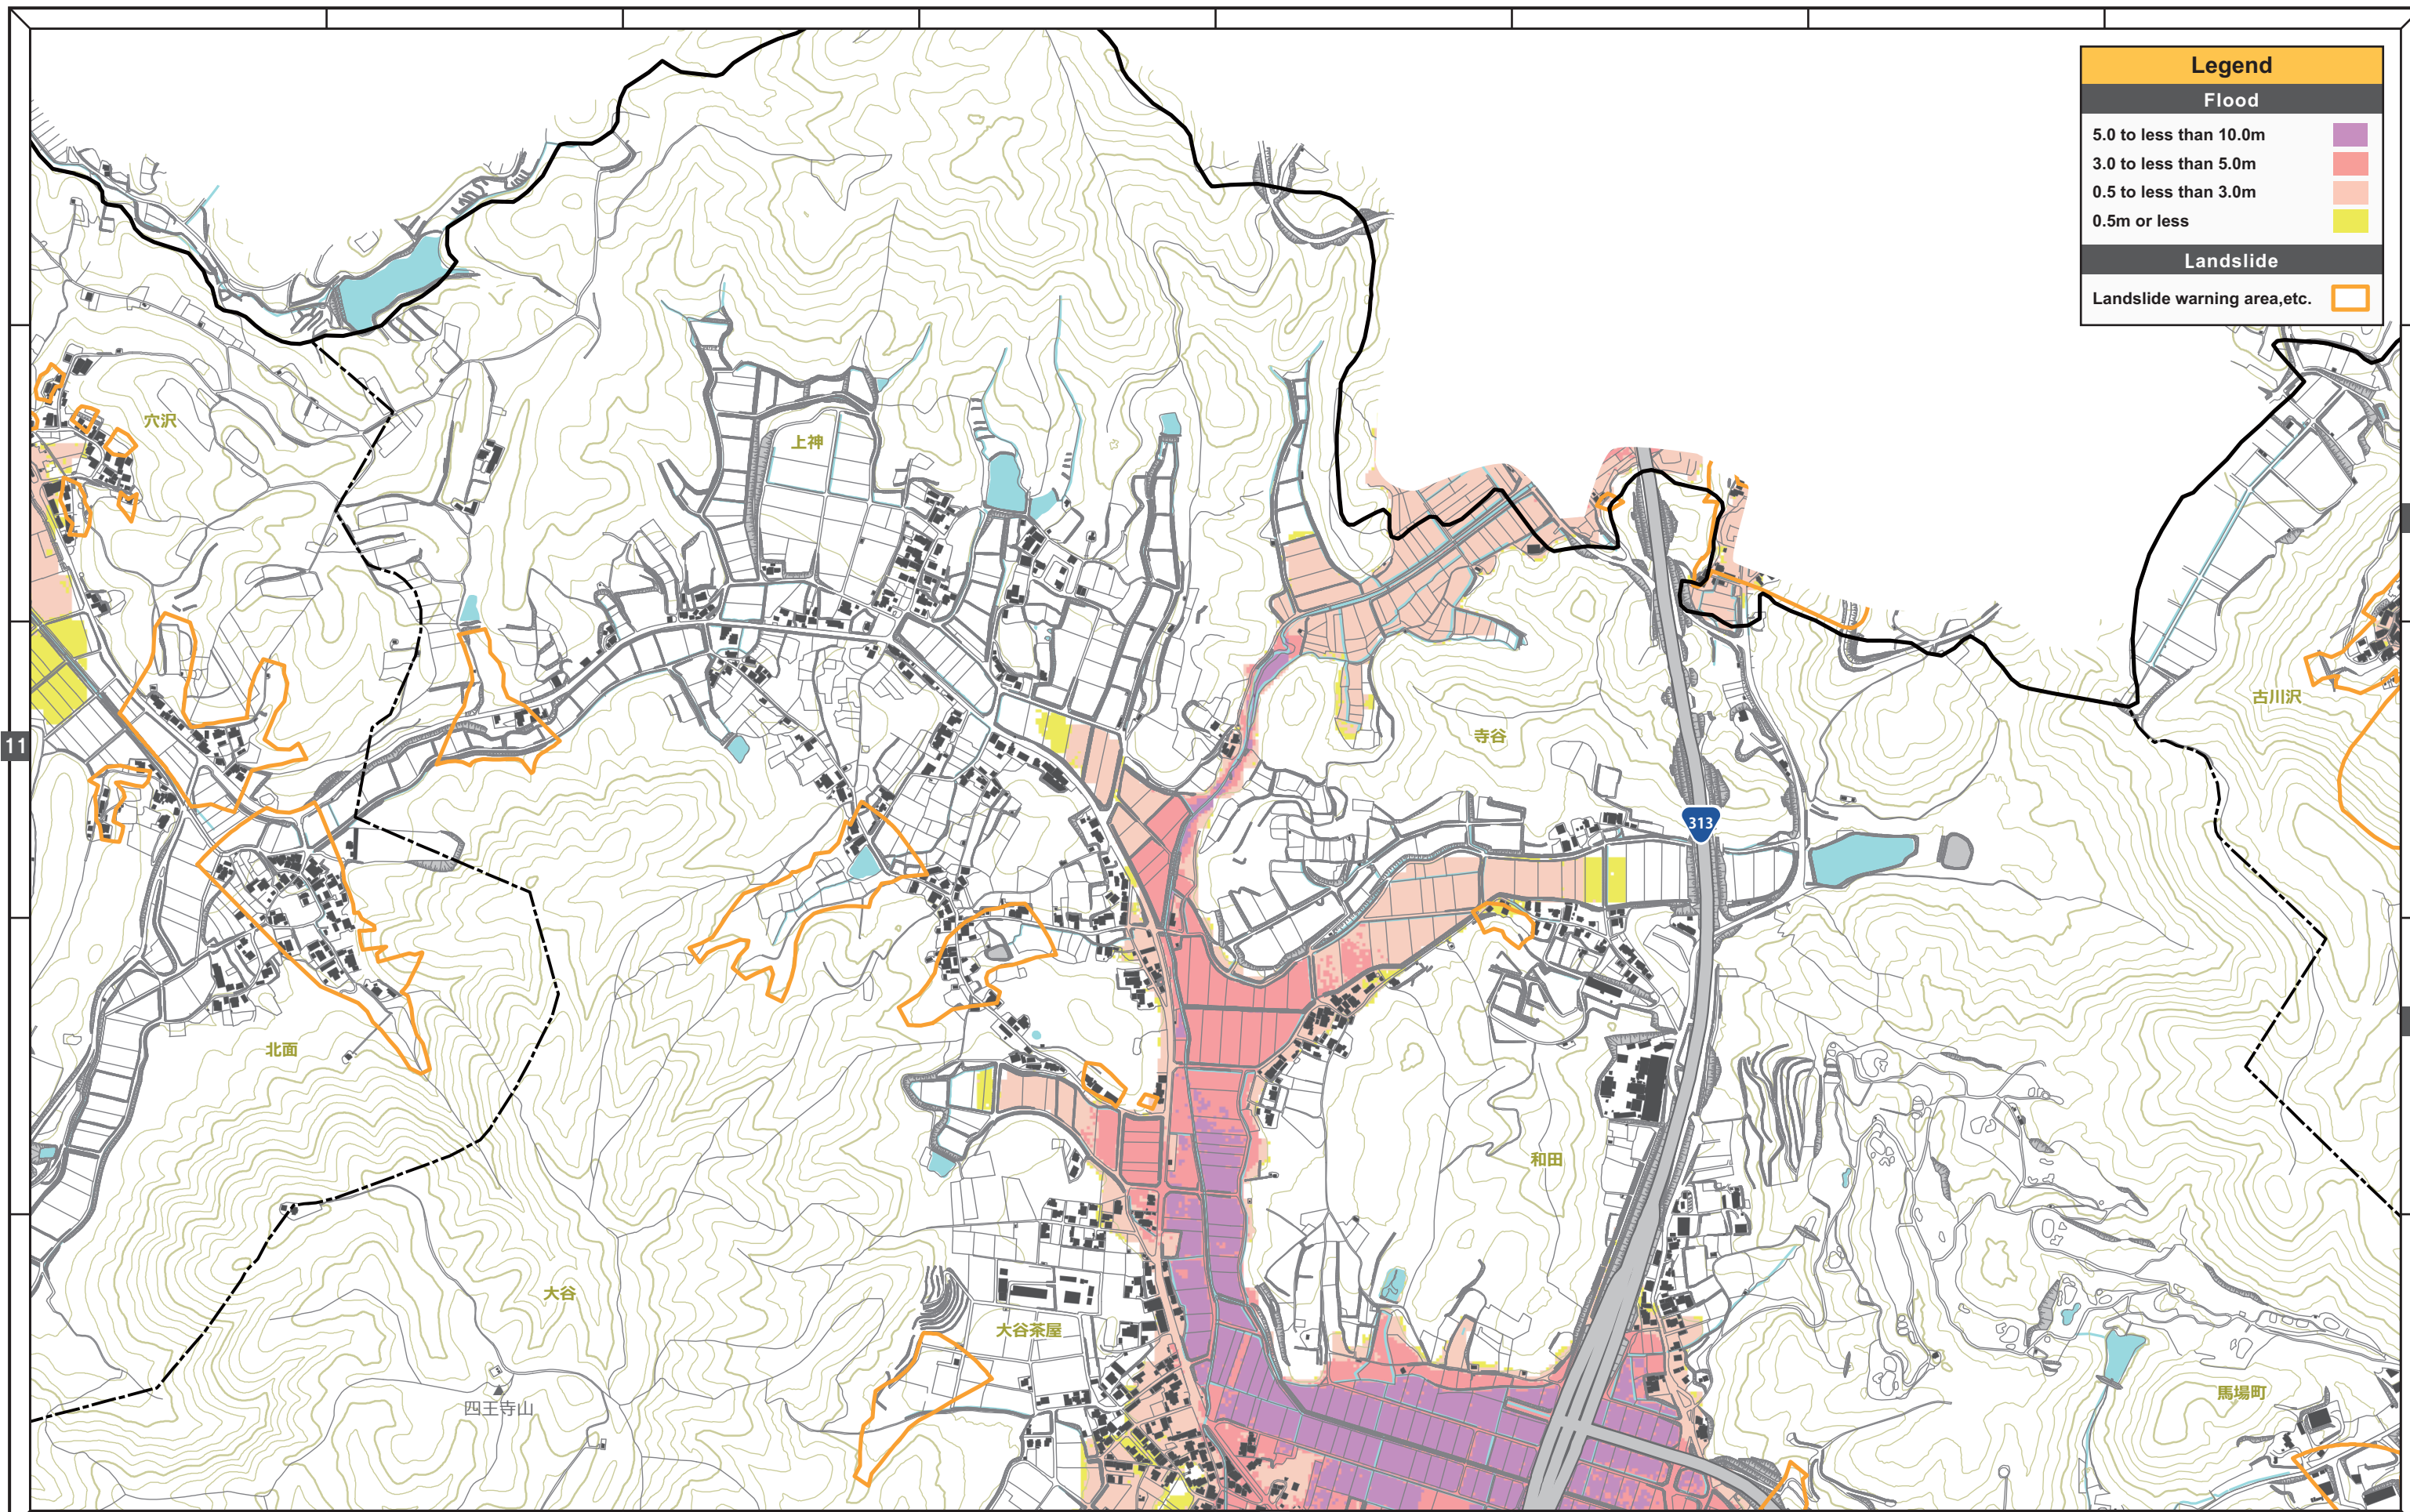 Legend
Flood
5.0 to less than 10.0m
3.0 to less than 5.0m
0.5 to less than 3.0m
0.5m or less
Landslide
Landslide warning area,etc.
穴沢
上神
古川沢
寺谷
11
313
北面
和田
大谷
大谷茶屋
四王寺山
馬場町